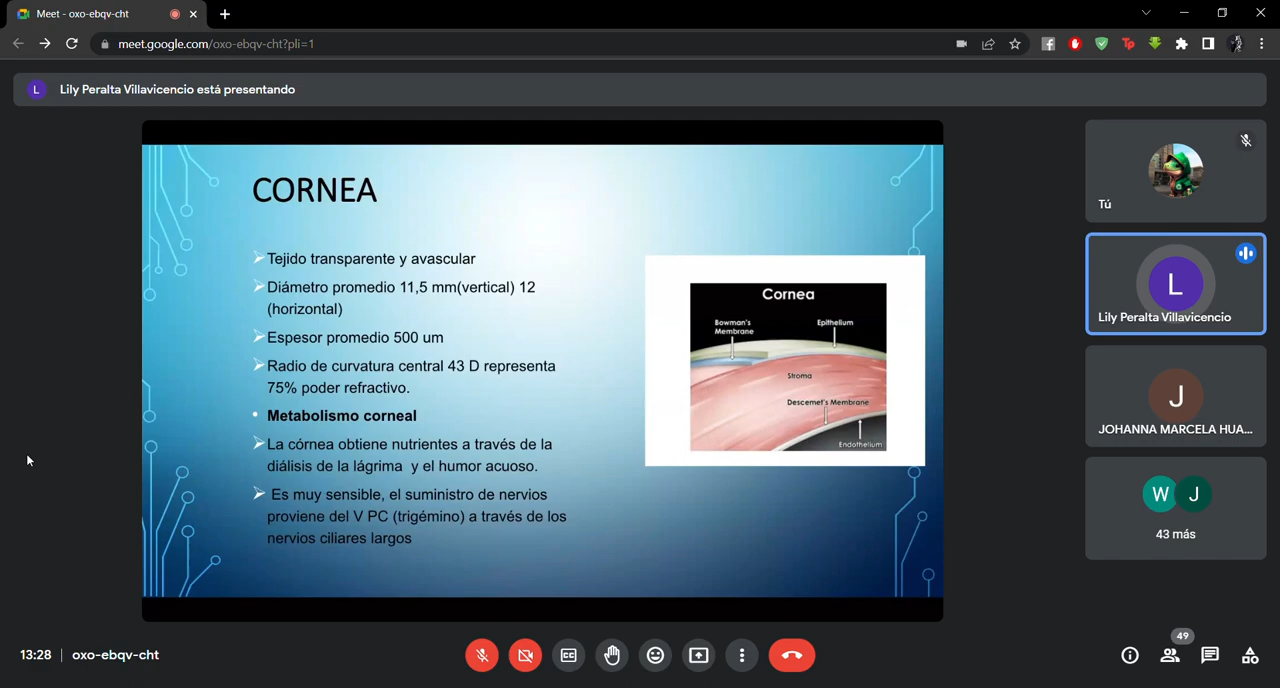 Meet - oxo-ebqv-cht
meet.google.com/oxo-ebqv-cht?pli=1
L
Lily Peralta Villavicencio está presentando
CORNEA
Tejido transparente y avascular
Diámetro promedio 11,5 mm(vertical) 12
(horizontal)
Espesor promedio 500 um
Radio de curvatura central 43 D representa
75% poder refractivo.
Metabolismo corneal
La córnea obtiene nutrientes a través de la
diálisis de la lágrima y el humor acuoso.
Es muy sensible, el suministro de nervios
proviene del V PC (trigémino) a través de los
nervios ciliares largos
Cornea
Bowman's
Membrane
Epithelium
Stroma
Descemet's Membrane
Endothelium
Tú
L
Lily Peralta Villavicencio
J
JOHANNA MARCELA HUA...
W J
43 más
13:28 | oxo-ebqv-cht
49